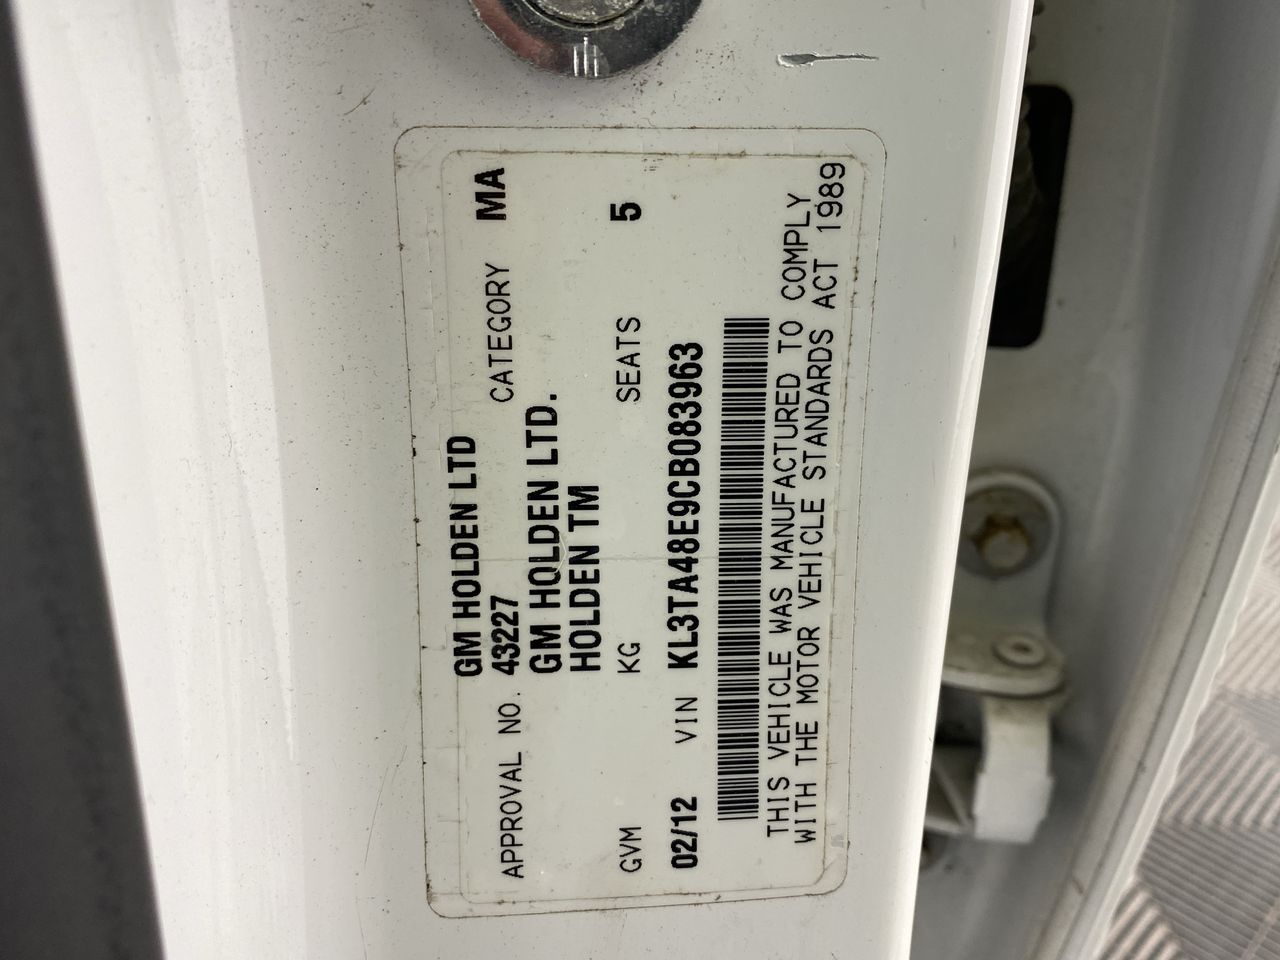 GM HOLDEN LTD
APPROVAL NO. 43227 CATEGORY MA
GM HOLDEN LTD.
HOLDEN TM
GVM KG SEATS 5
02/12 VIN KL3TA48E9CB083963
THIS VEHICLE WAS MANUFACTURED TO COMPLY
WITH THE MOTOR VEHICLE STANDARDS ACT 1989